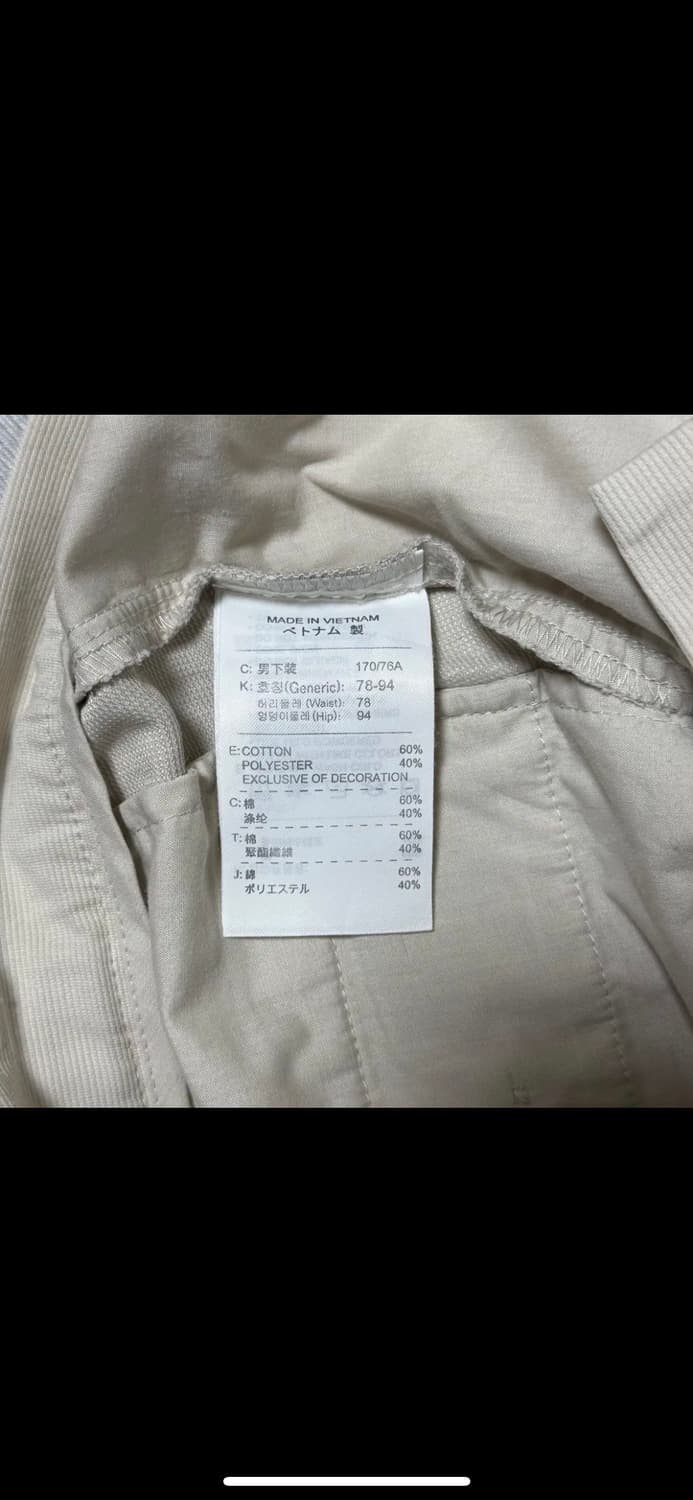 MADE IN VIETNAM
ベトナム 製
C: 男下装 170/76A
K: 호칭(Generic): 78-94
허리둘레 (Waist): 78
엉덩이둘레(Hip): 94
E: COTTON 60%
POLYESTER 40%
EXCLUSIVE OF DECORATION
C: 棉 60%
涤纶 40%
T: 棉 60%
聚酯纖維 40%
J: 綿 60%
ポリエステル 40%